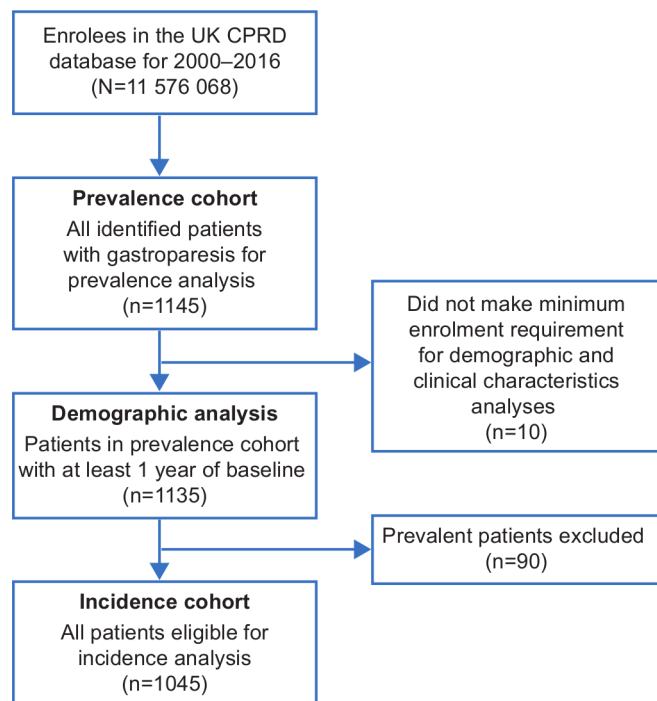 Enrolees in the UK CPRD
database for 2000–2016
(N=11 576 068)
Prevalence cohort
All identified patients
with gastroparesis for
prevalence analysis
(n=1145)
Did not make minimum
enrolment requirement
for demographic and
clinical characteristics
analyses
(n=10)
Demographic analysis
Patients in prevalence cohort
with at least 1 year of baseline
(n=1135)
Prevalent patients excluded
(n=90)
Incidence cohort
All patients eligible for
incidence analysis
(n=1045)